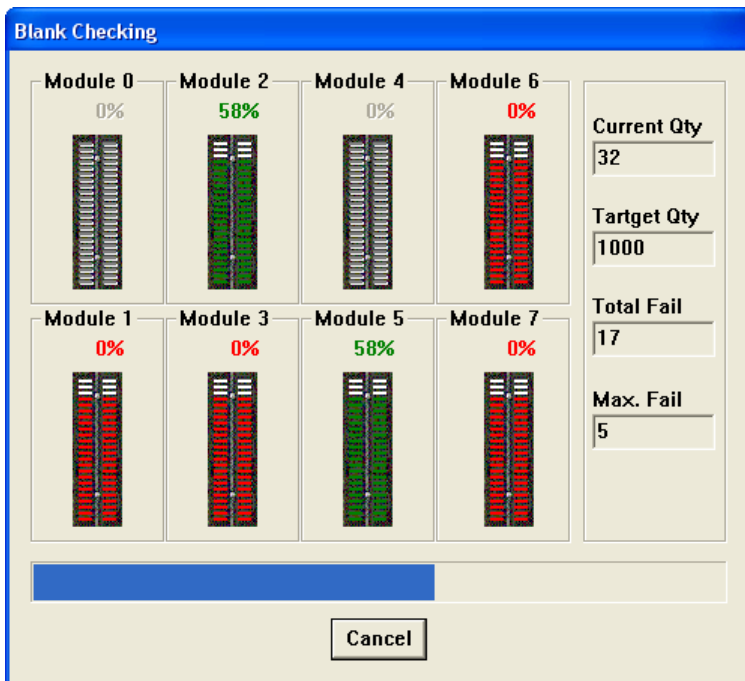 Blank Checking
Module 0 Module 2 Module 4 Module 6
0% 58% 0% 0%
Current Qty
32
Tartget Qty
1000
Total Fail
17
Max. Fail
5
Module 1 Module 3 Module 5 Module 7
0% 0% 58% 0%
Cancel